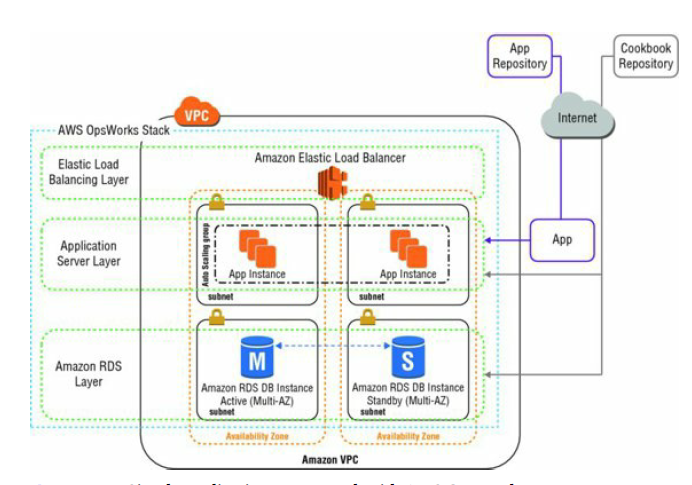 App
Repository
Cookbook
Repository
Internet
VPC
AWS OpsWorks Stack
Elastic Load
Balancing Layer
Amazon Elastic Load Balancer
Application
Server Layer
Auto Scaling group
App Instance
App Instance
App
subnet
subnet
Amazon RDS
Layer
M
S
Amazon RDS DB Instance
Active (Multi-AZ)
Amazon RDS DB Instance
Standby (Multi-AZ)
subnet
subnet
Availability Zone
Availability Zone
Amazon VPC